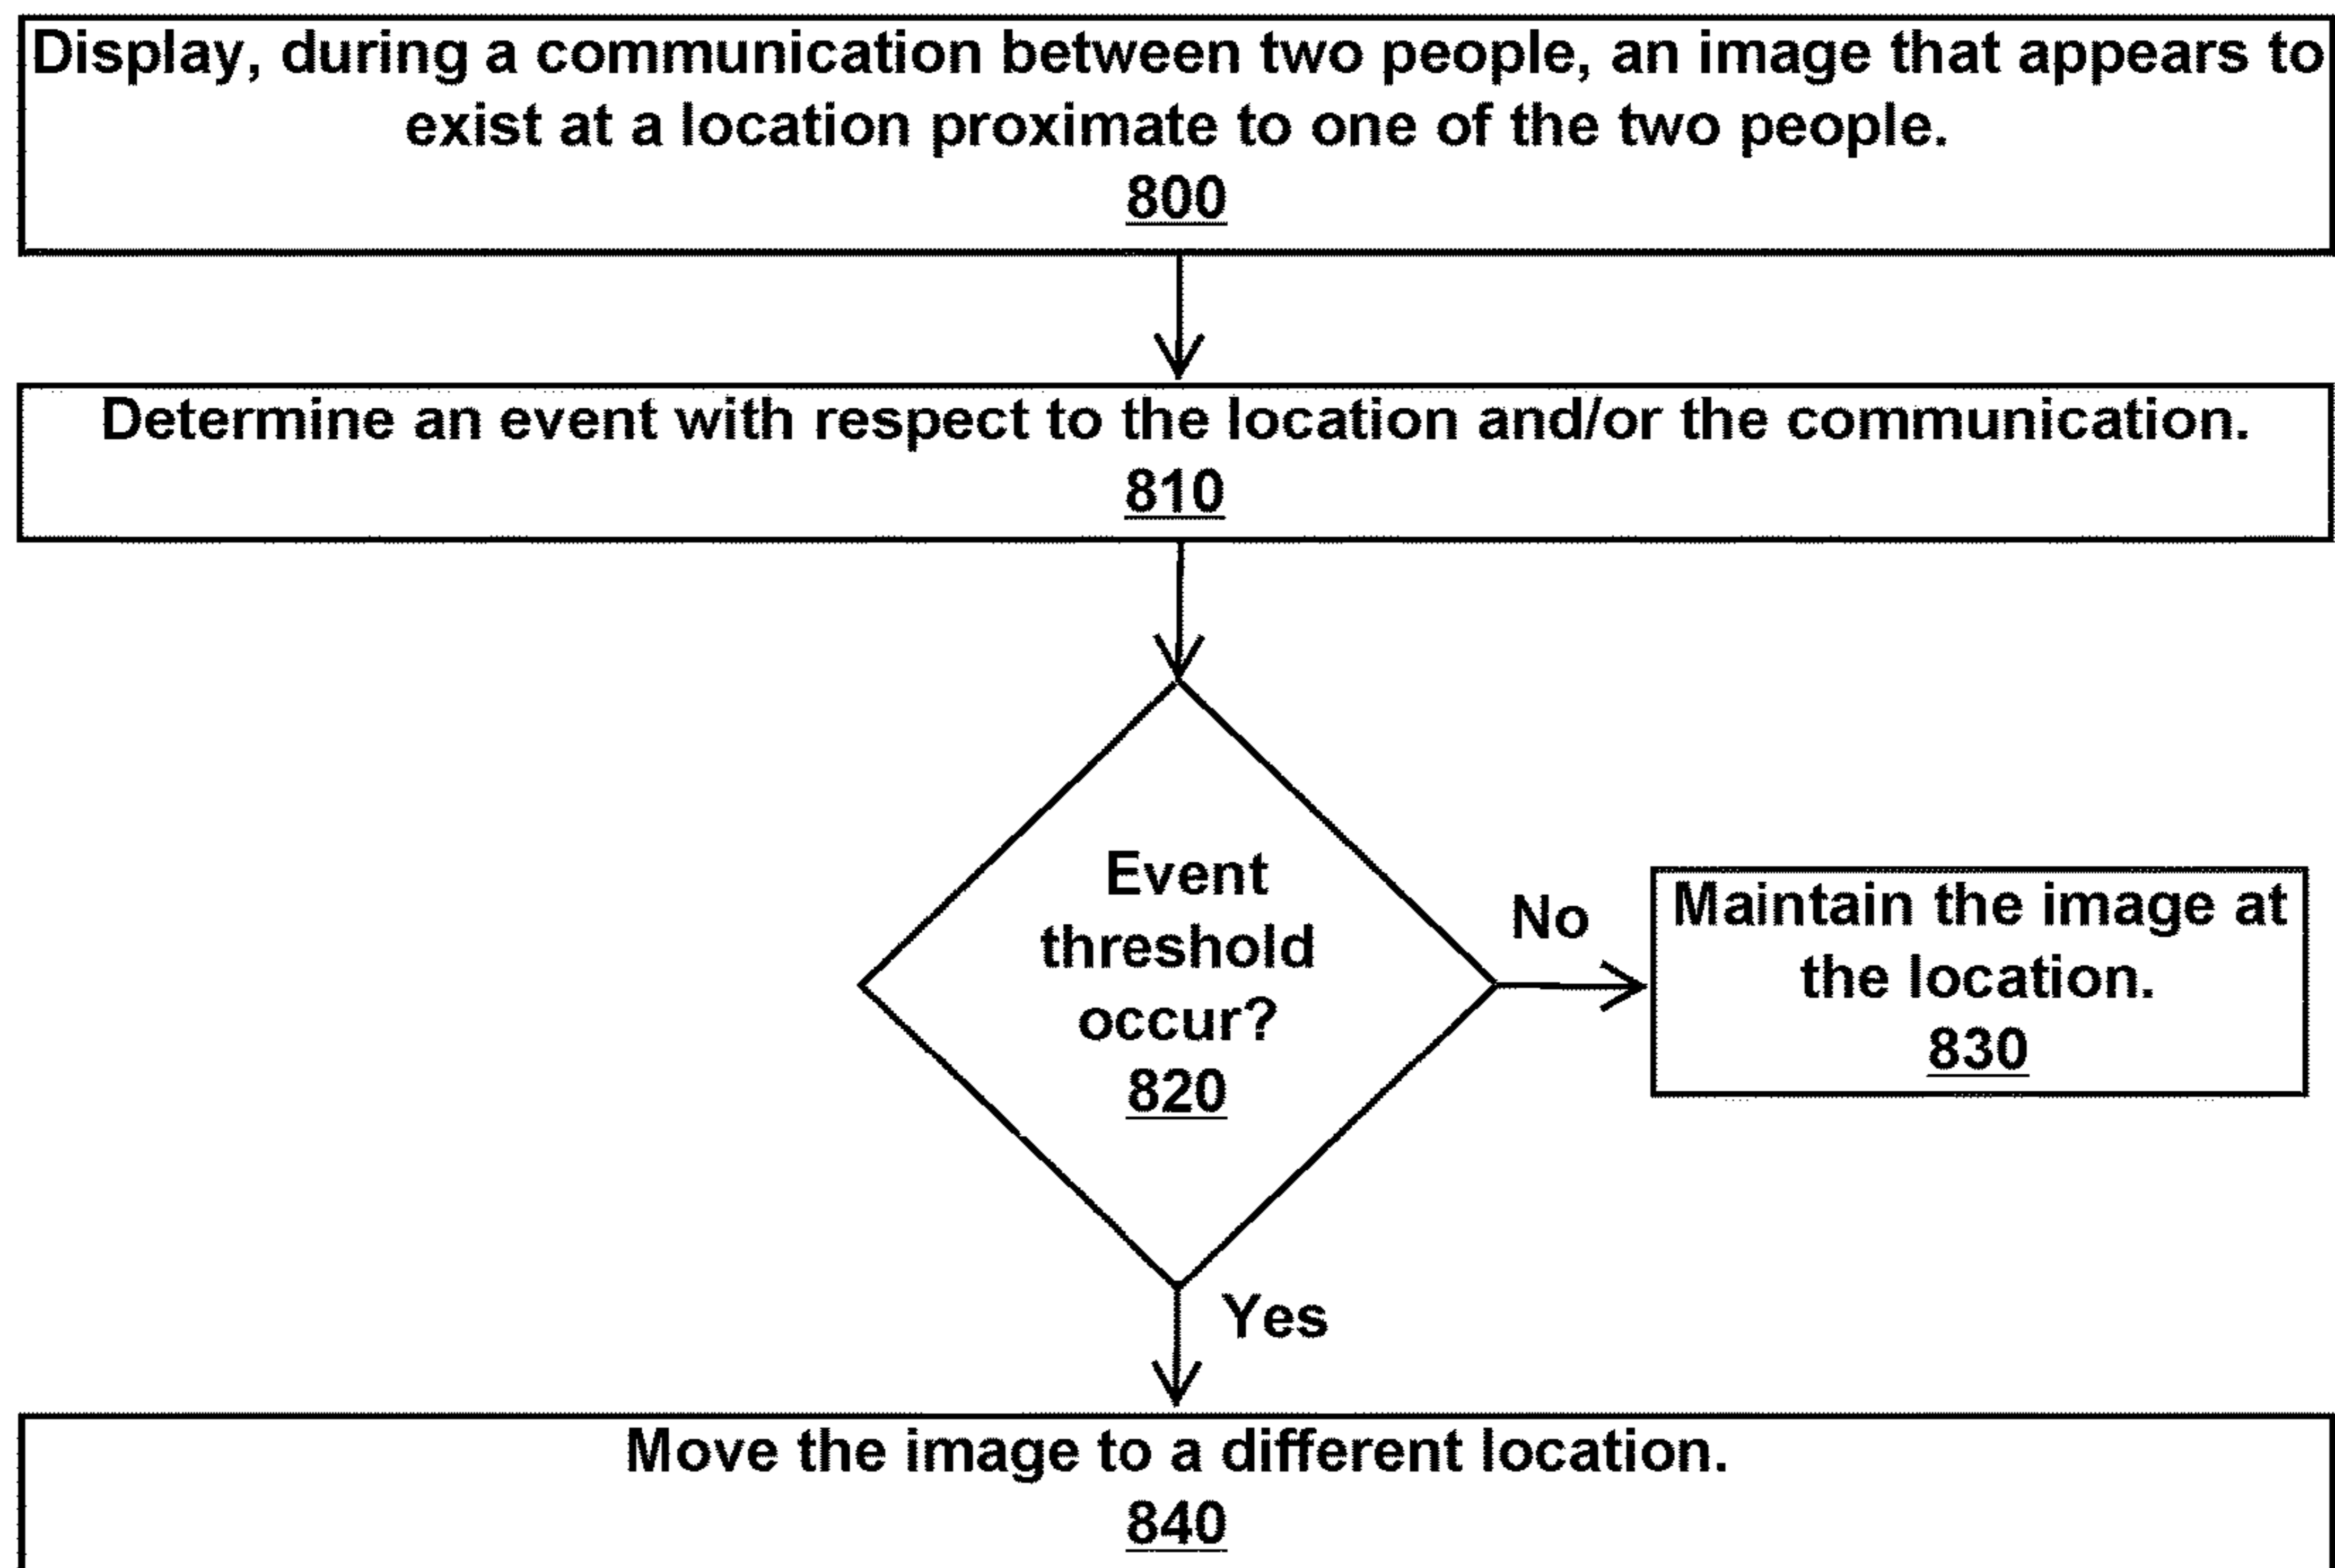 Display, during a communication between two people, an image that appears to
exist at a location proximate to one of the two people.
800
Determine an event with respect to the location and/or the communication.
810
Event
threshold
occur?
820
No
Maintain the image at
the location.
830
Yes
Move the image to a different location.
840